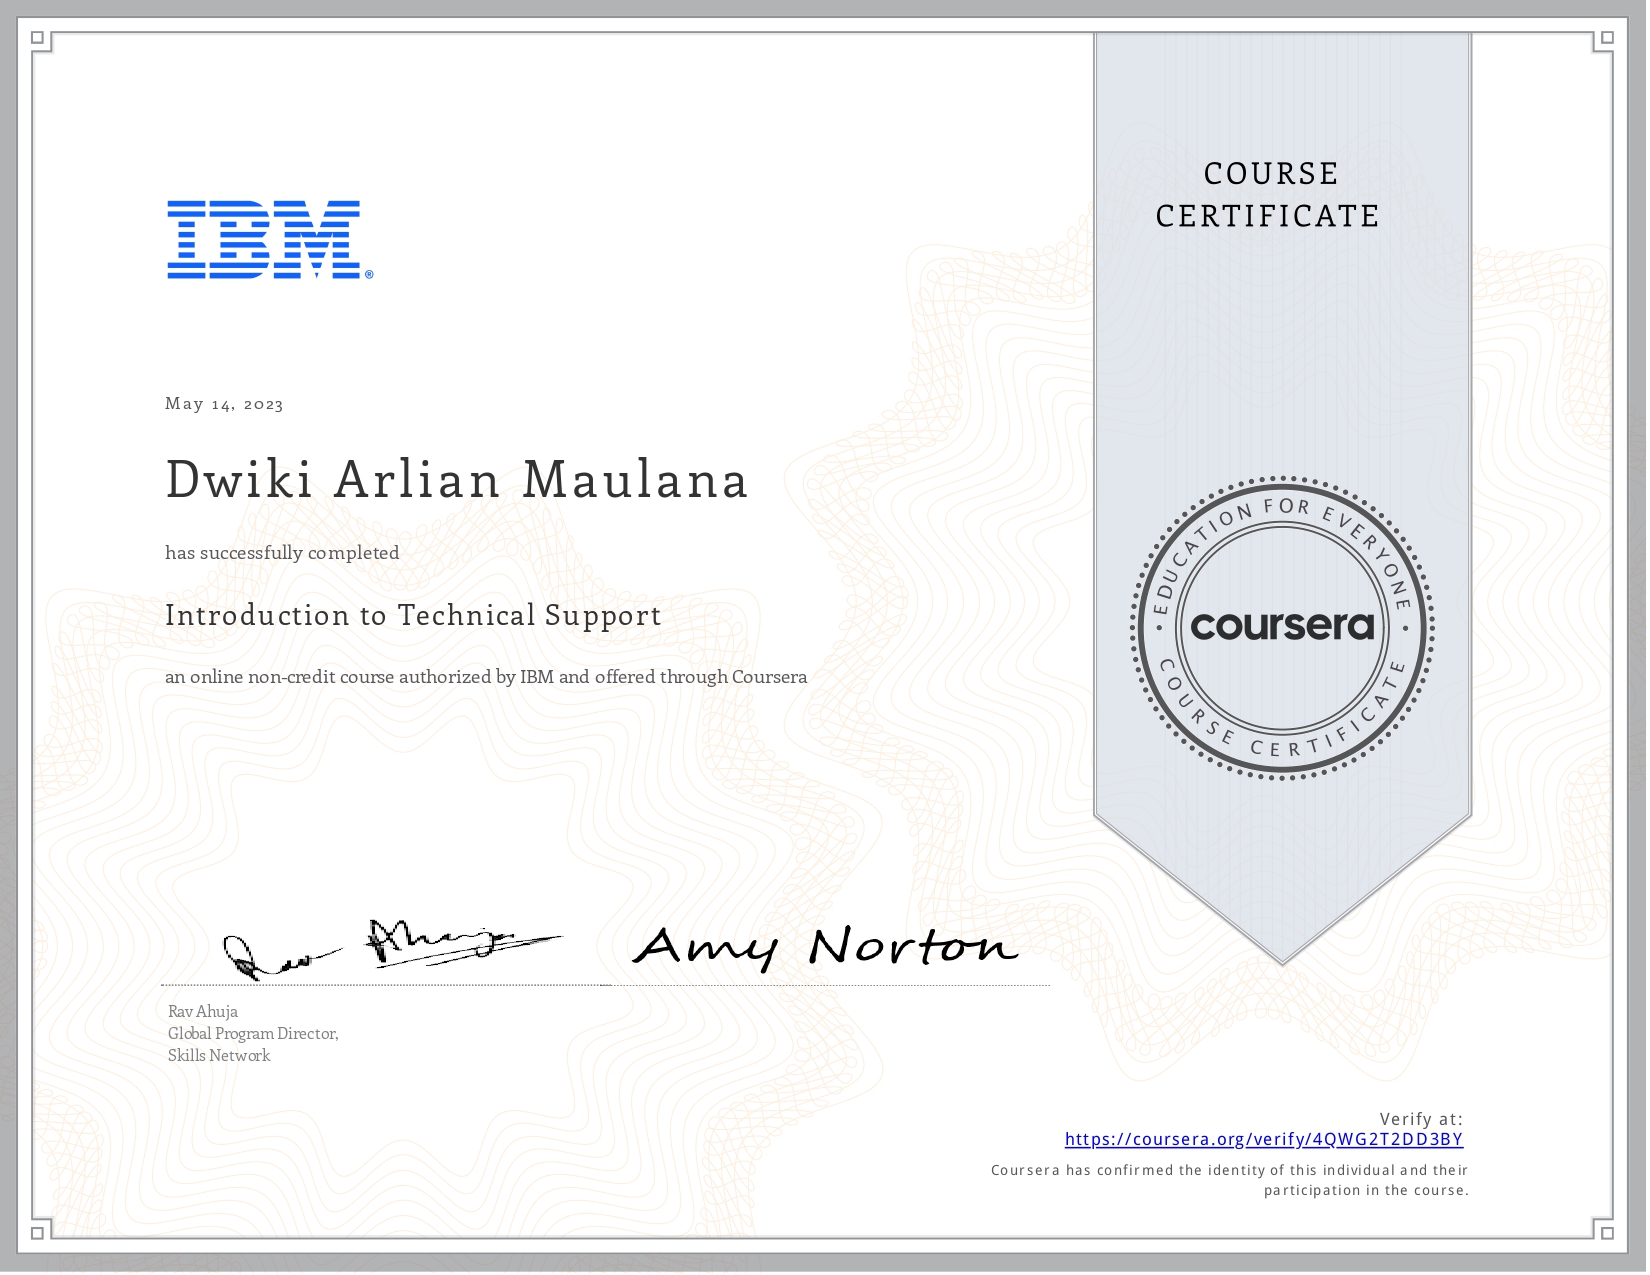 COURSE
CERTIFICATE
IBM®
May 14, 2023
Dwiki Arlian Maulana
has successfully completed
Introduction to Technical Support
an online non-credit course authorized by IBM and offered through Coursera
• EDUCATION FOR EVERYONE •
coursera
COURSE CERTIFICATE
Rav Ahuja
Amy Norton
Rav Ahuja
Global Program Director,
Skills Network
Verify at:
https://coursera.org/verify/4QWG2T2DD3BY
Coursera has confirmed the identity of this individual and their
participation in the course.